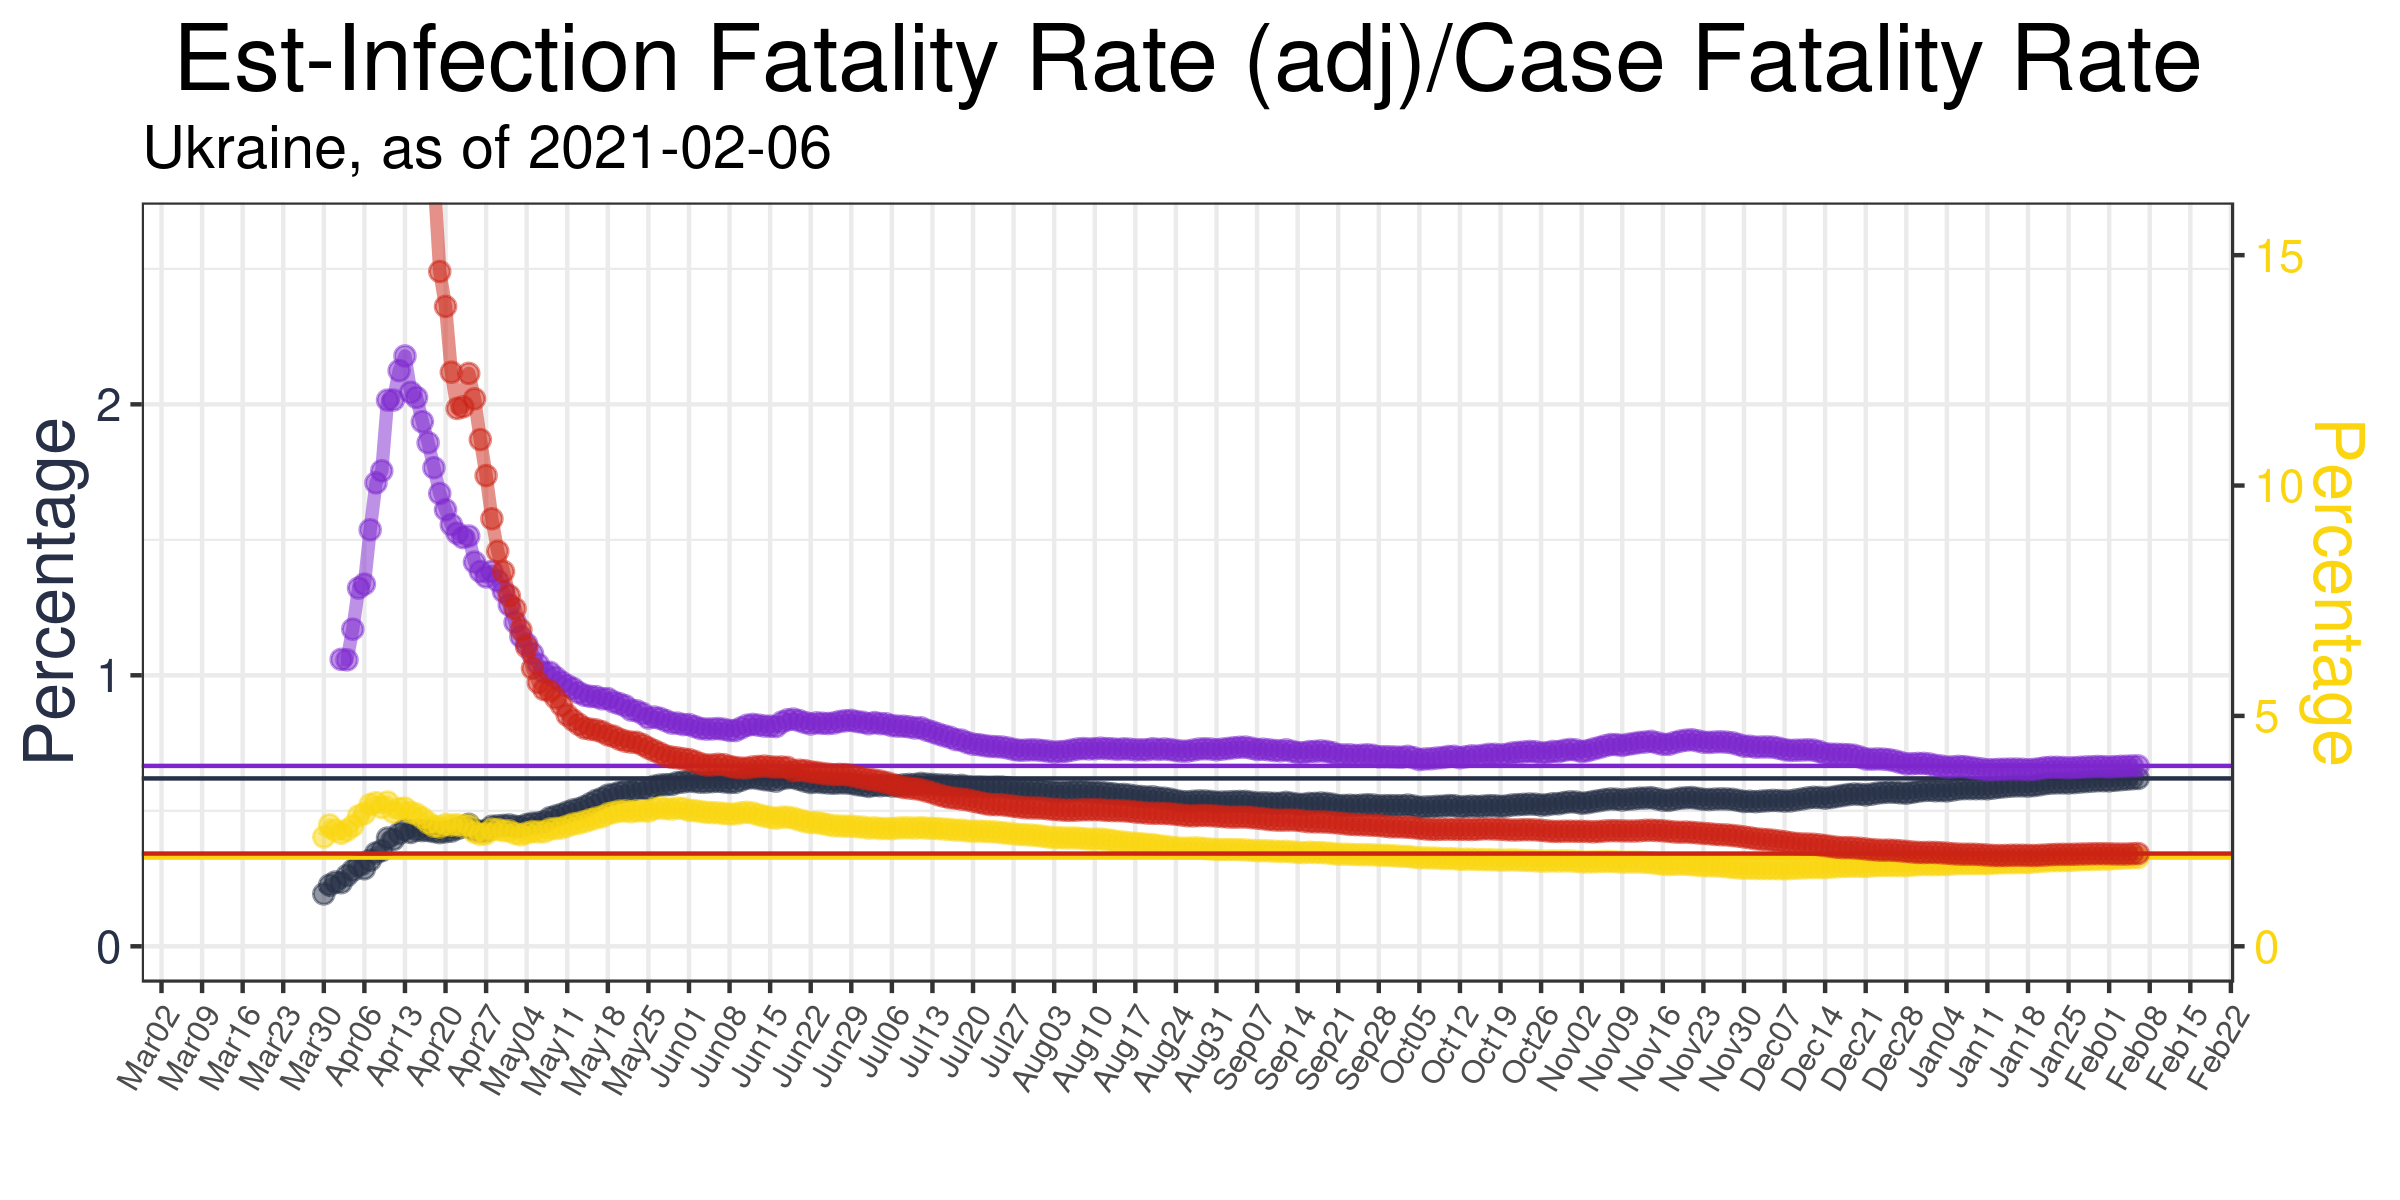 Est-Infection Fatality Rate (adj)/Case Fatality Rate
Ukraine, as of 2021-02-06
Percentage
2
1
0
15
10
5
0
Percentage
Mar02
Mar09
Mar16
Mar23
Mar30
Apr06
Apr13
Apr20
Apr27
May04
May11
May18
May25
Jun01
Jun08
Jun15
Jun22
Jun29
Jul06
Jul13
Jul20
Jul27
Aug03
Aug10
Aug17
Aug24
Aug31
Sep07
Sep14
Sep21
Sep28
Oct05
Oct12
Oct19
Oct26
Nov02
Nov09
Nov16
Nov23
Nov30
Dec07
Dec14
Dec21
Dec28
Jan04
Jan11
Jan18
Jan25
Feb01
Feb08
Feb15
Feb22